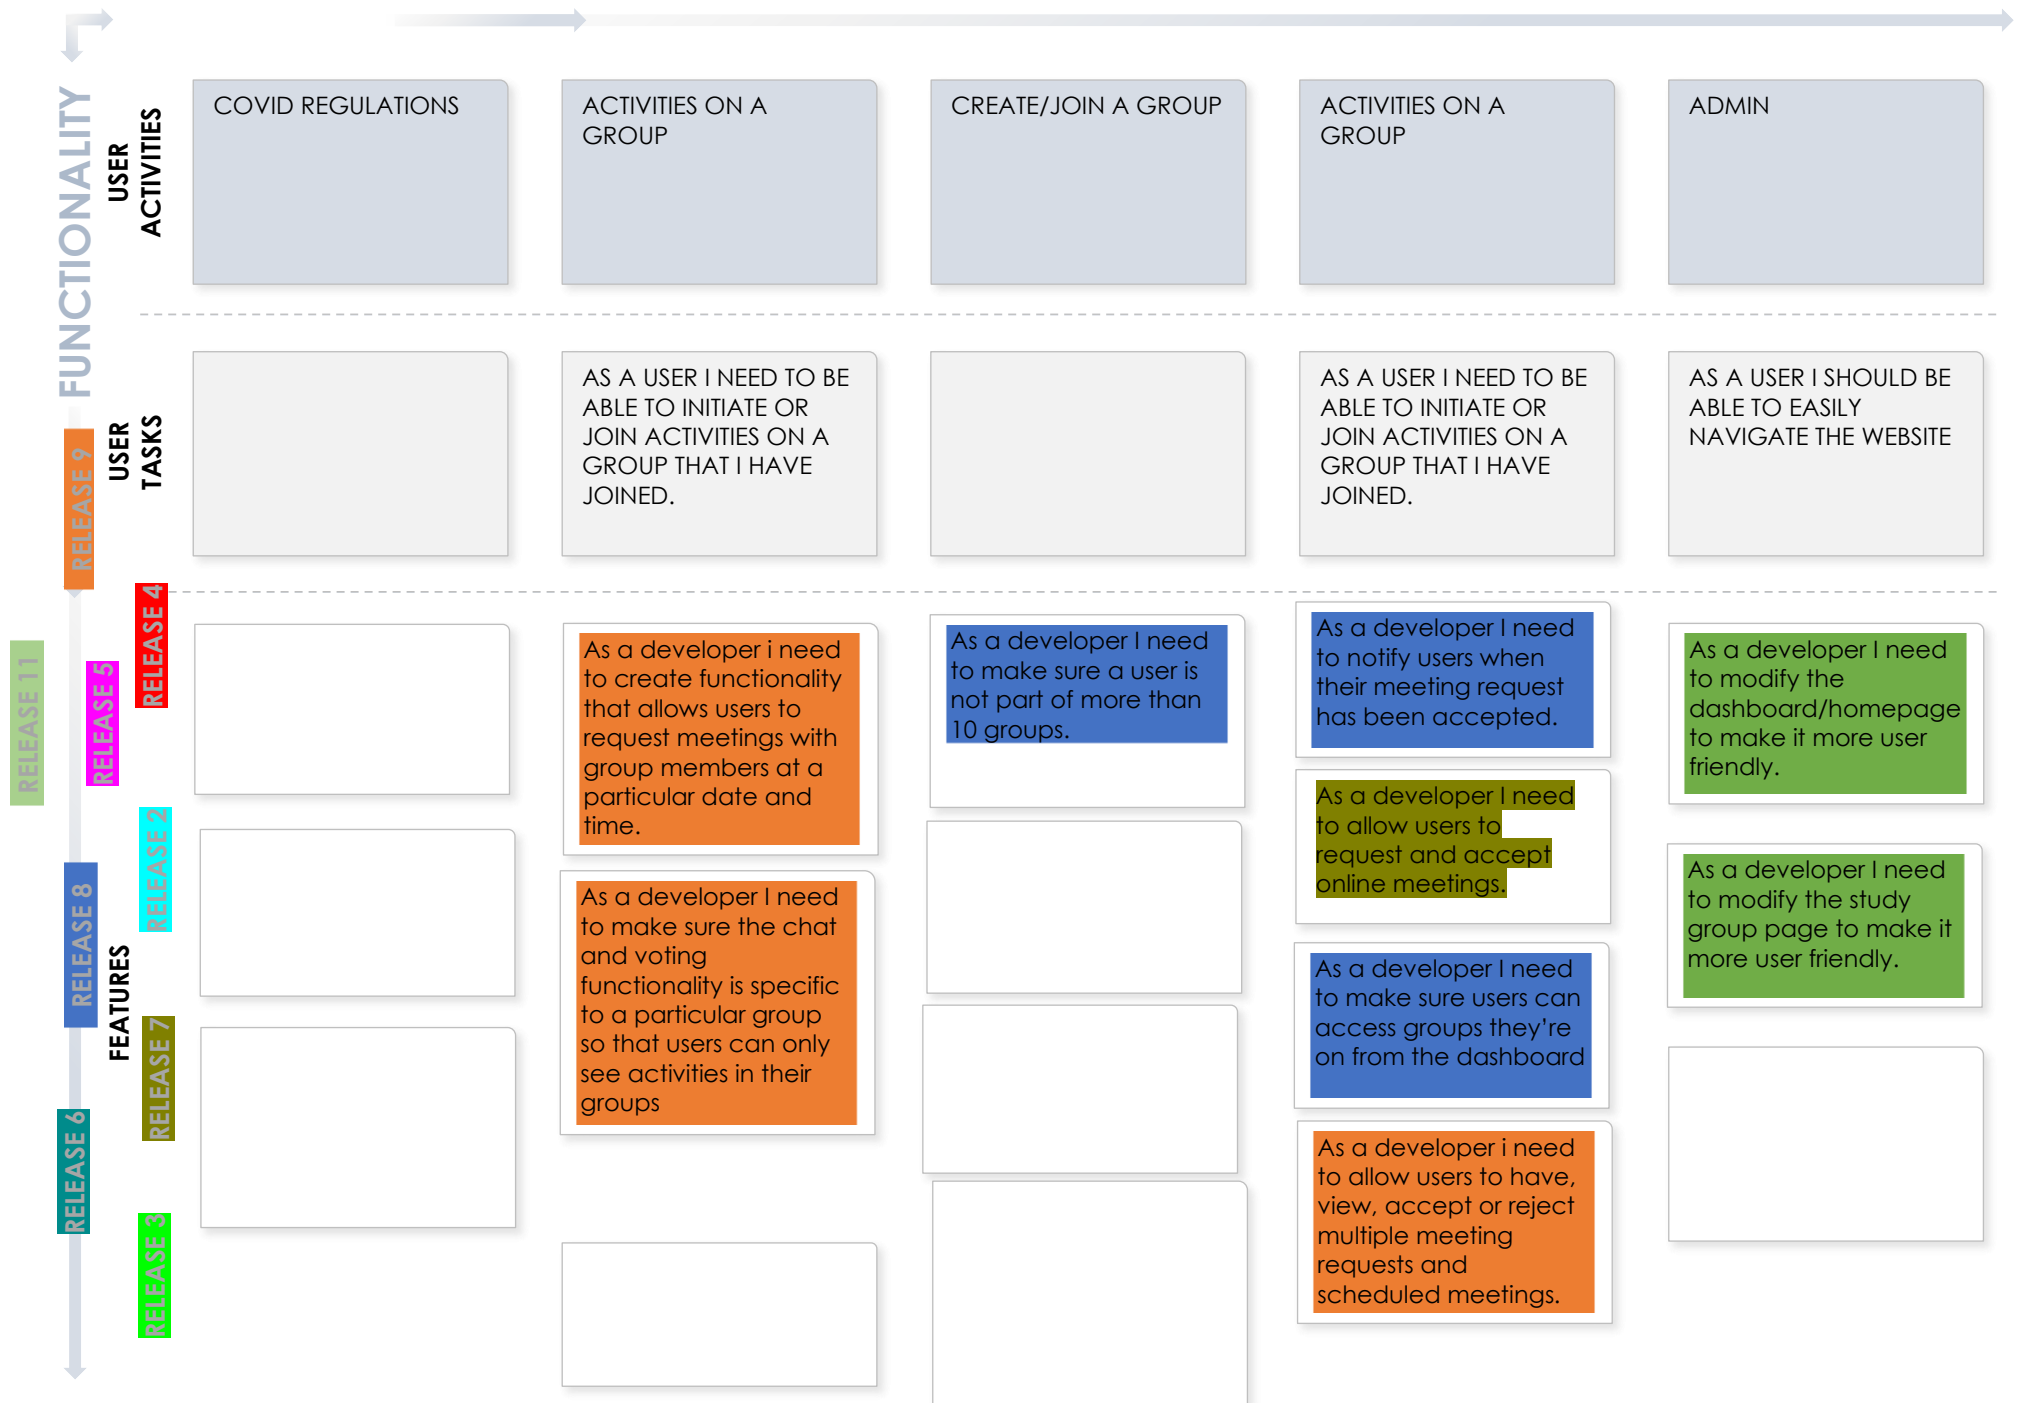 FUNCTIONALITY
USER
ACTIVITIES
COVID REGULATIONS
ACTIVITIES ON A
GROUP
CREATE/JOIN A GROUP
ACTIVITIES ON A
GROUP
ADMIN
USER
TASKS
AS A USER I NEED TO BE
ABLE TO INITIATE OR
JOIN ACTIVITIES ON A
GROUP THAT I HAVE
JOINED.
AS A USER I NEED TO BE
ABLE TO INITIATE OR
JOIN ACTIVITIES ON A
GROUP THAT I HAVE
JOINED.
AS A USER I SHOULD BE
ABLE TO EASILY
NAVIGATE THE WEBSITE
RELEASE 9
RELEASE 4
RELEASE 11
RELEASE 5
RELEASE 2
RELEASE 8
FEATURES
RELEASE 7
RELEASE 6
RELEASE 3
As a developer i need
to create functionality
that allows users to
request meetings with
group members at a
particular date and
time.
As a developer I need
to make sure the chat
and voting
functionality is specific
to a particular group
so that users can only
see activities in their
groups
As a developer I need
to make sure a user is
not part of more than
10 groups.
As a developer I need
to notify users when
their meeting request
has been accepted.
As a developer I need
to allow users to
request and accept
online meetings.
As a developer I need
to make sure users can
access groups they're
on from the dashboard
As a developer i need
to allow users to have,
view, accept or reject
multiple meeting
requests and
scheduled meetings.
As a developer I need
to modify the
dashboard/homepage
to make it more user
friendly.
As a developer I need
to modify the study
group page to make it
more user friendly.